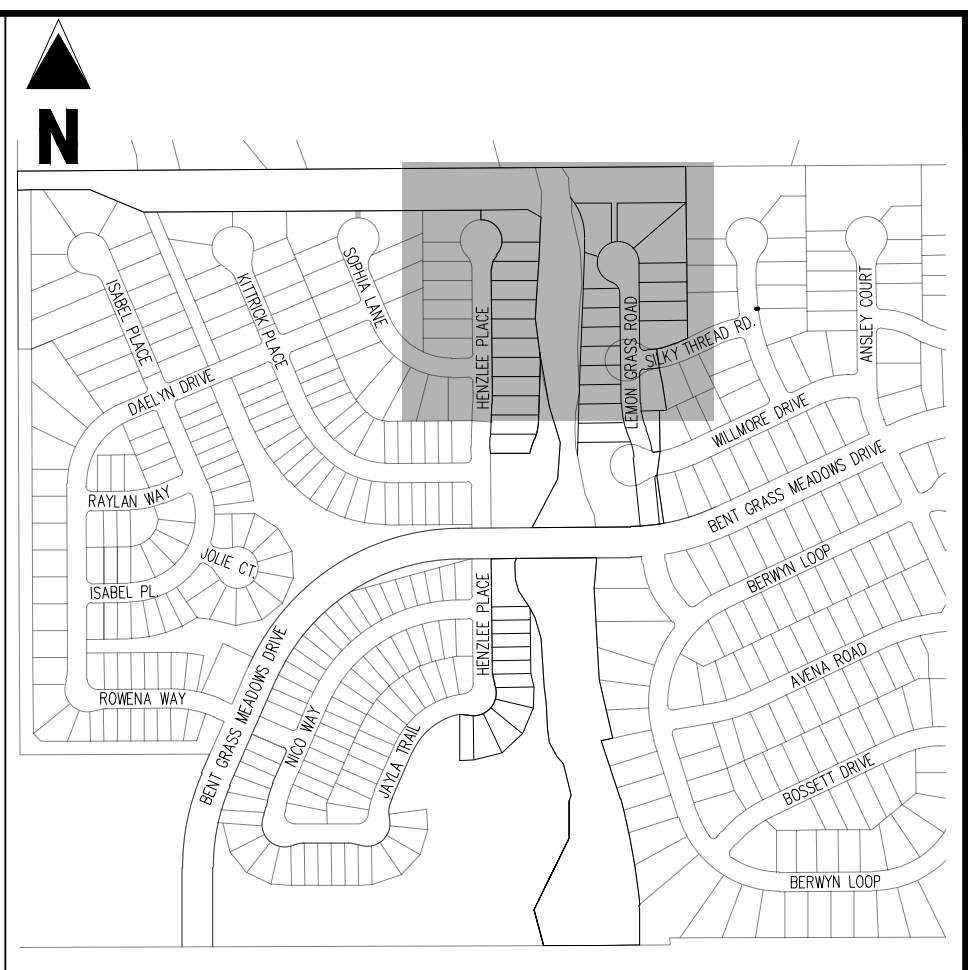 N
ISABEL PLACE
KITTRICK PLACE
SOPHIA LANE
HENZLEE PLACE
LEMON GRASS ROAD
SILKY THREAD RD.
ANSLEY COURT
DAELYN DRIVE
WILLMORE DRIVE
BENT GRASS MEADOWS DRIVE
RAYLAN WAY
JOLIE CT.
ISABEL PL.
BERWYN LOOP
HENZLEE PLACE
AVENA ROAD
ROWENA WAY
BENT GRASS MEADOWS DRIVE
NICO WAY
JAYLA TRAIL
BOSSETT DRIVE
BERWYN LOOP